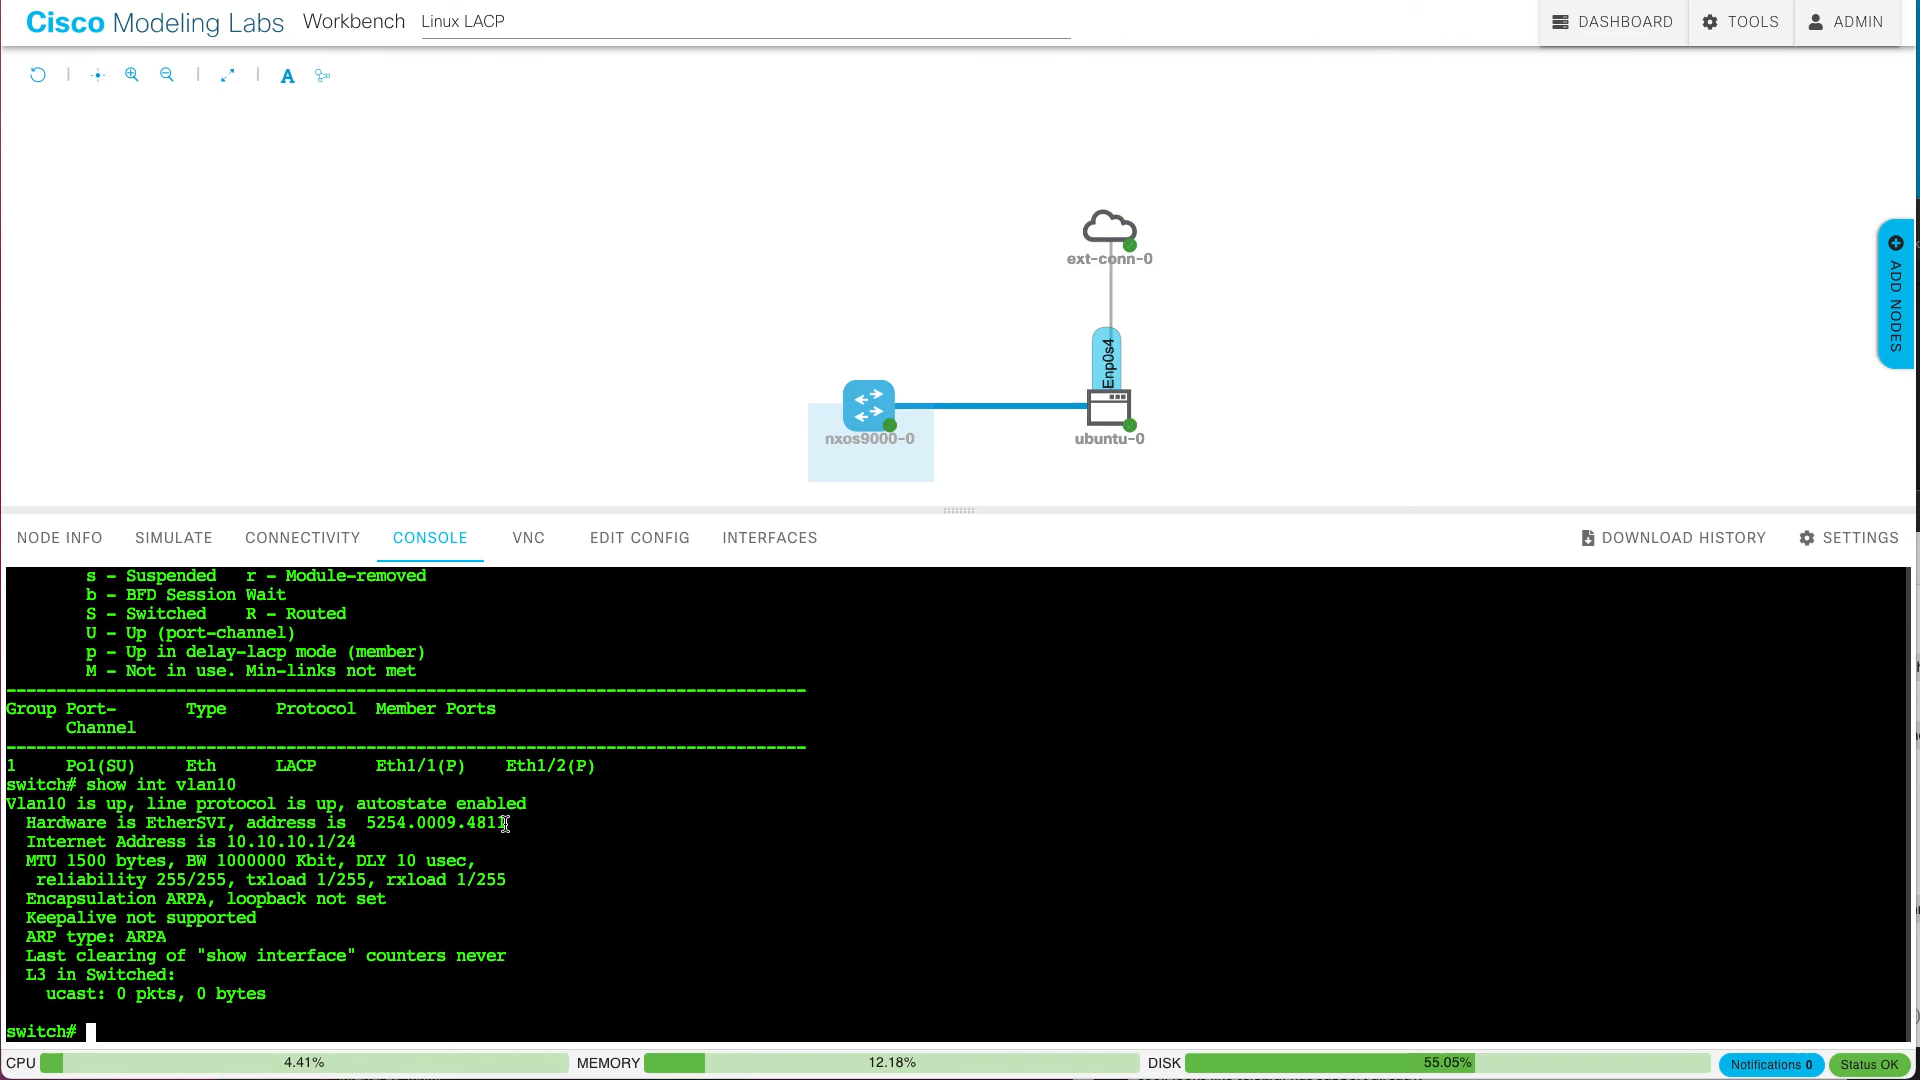 Cisco Modeling Labs Workbench Linux LACP DASHBOARD TOOLS ADMIN
A
ext-conn-0
ADD NODES
Enp0s4
nxos9000-0 ubuntu-0
NODE INFO SIMULATE CONNECTIVITY CONSOLE VNC EDIT CONFIG INTERFACES DOWNLOAD HISTORY SETTINGS
s - Suspended r - Module-removed
b - BFD Session Wait
S - Switched R - Routed
U - Up (port-channel)
p - Up in delay-lacp mode (member)
M - Not in use. Min-links not met
--------------------------------------------------------------------------------
Group Port- Type Protocol Member Ports
Channel
--------------------------------------------------------------------------------
1 Po1(SU) Eth LACP Eth1/1(P) Eth1/2(P)
switch# show int vlan10
Vlan10 is up, line protocol is up, autostate enabled
Hardware is EtherSVI, address is
Internet Address is 10.10.10.1/24
MTU 1500 bytes, BW 1000000 Kbit, DLY 10 usec,
reliability 255/255, txload 1/255, rxload 1/255
Encapsulation ARPA, loopback not set
Keepalive not supported
ARP type: ARPA
Last clearing of "show interface" counters never
L3 in Switched:
ucast: 0 pkts, 0 bytes
switch#
CPU 4.41% MEMORY 12.18% DISK 55.05% Notifications 0 Status OK